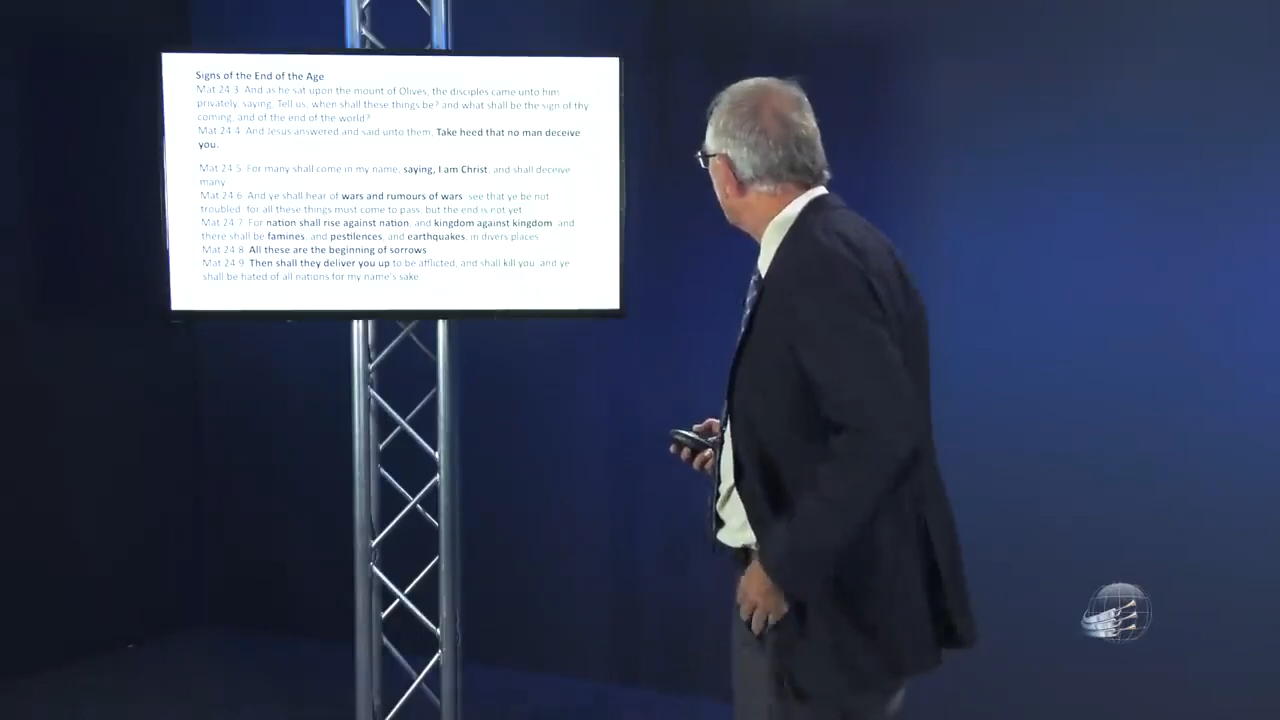 Signs of the End of the Age
Mat 24:3 And as he sat upon the mount of Olives, the disciples came unto him
privately, saying, Tell us, when shall these things be? and what shall be the sign of thy
coming, and of the end of the world?
Mat 24:4 And Jesus answered and said unto them, Take heed that no man deceive
you.
Mat 24:5 For many shall come in my name, saying, I am Christ, and shall deceive
many
Mat 24:6 And ye shall hear of wars and rumours of wars see that ye be not
troubled for all these things must come to pass, but the end is not yet
Mat 24:7 For nation shall rise against nation, and kingdom against kingdom and
there shall be famines, and pestilences, and earthquakes, in divers places
Mat 24:8 All these are the beginning of sorrows
Mat 24:9 Then shall they deliver you up to be afflicted, and shall kill you and ye
shall be hated of all nations for my name's sake